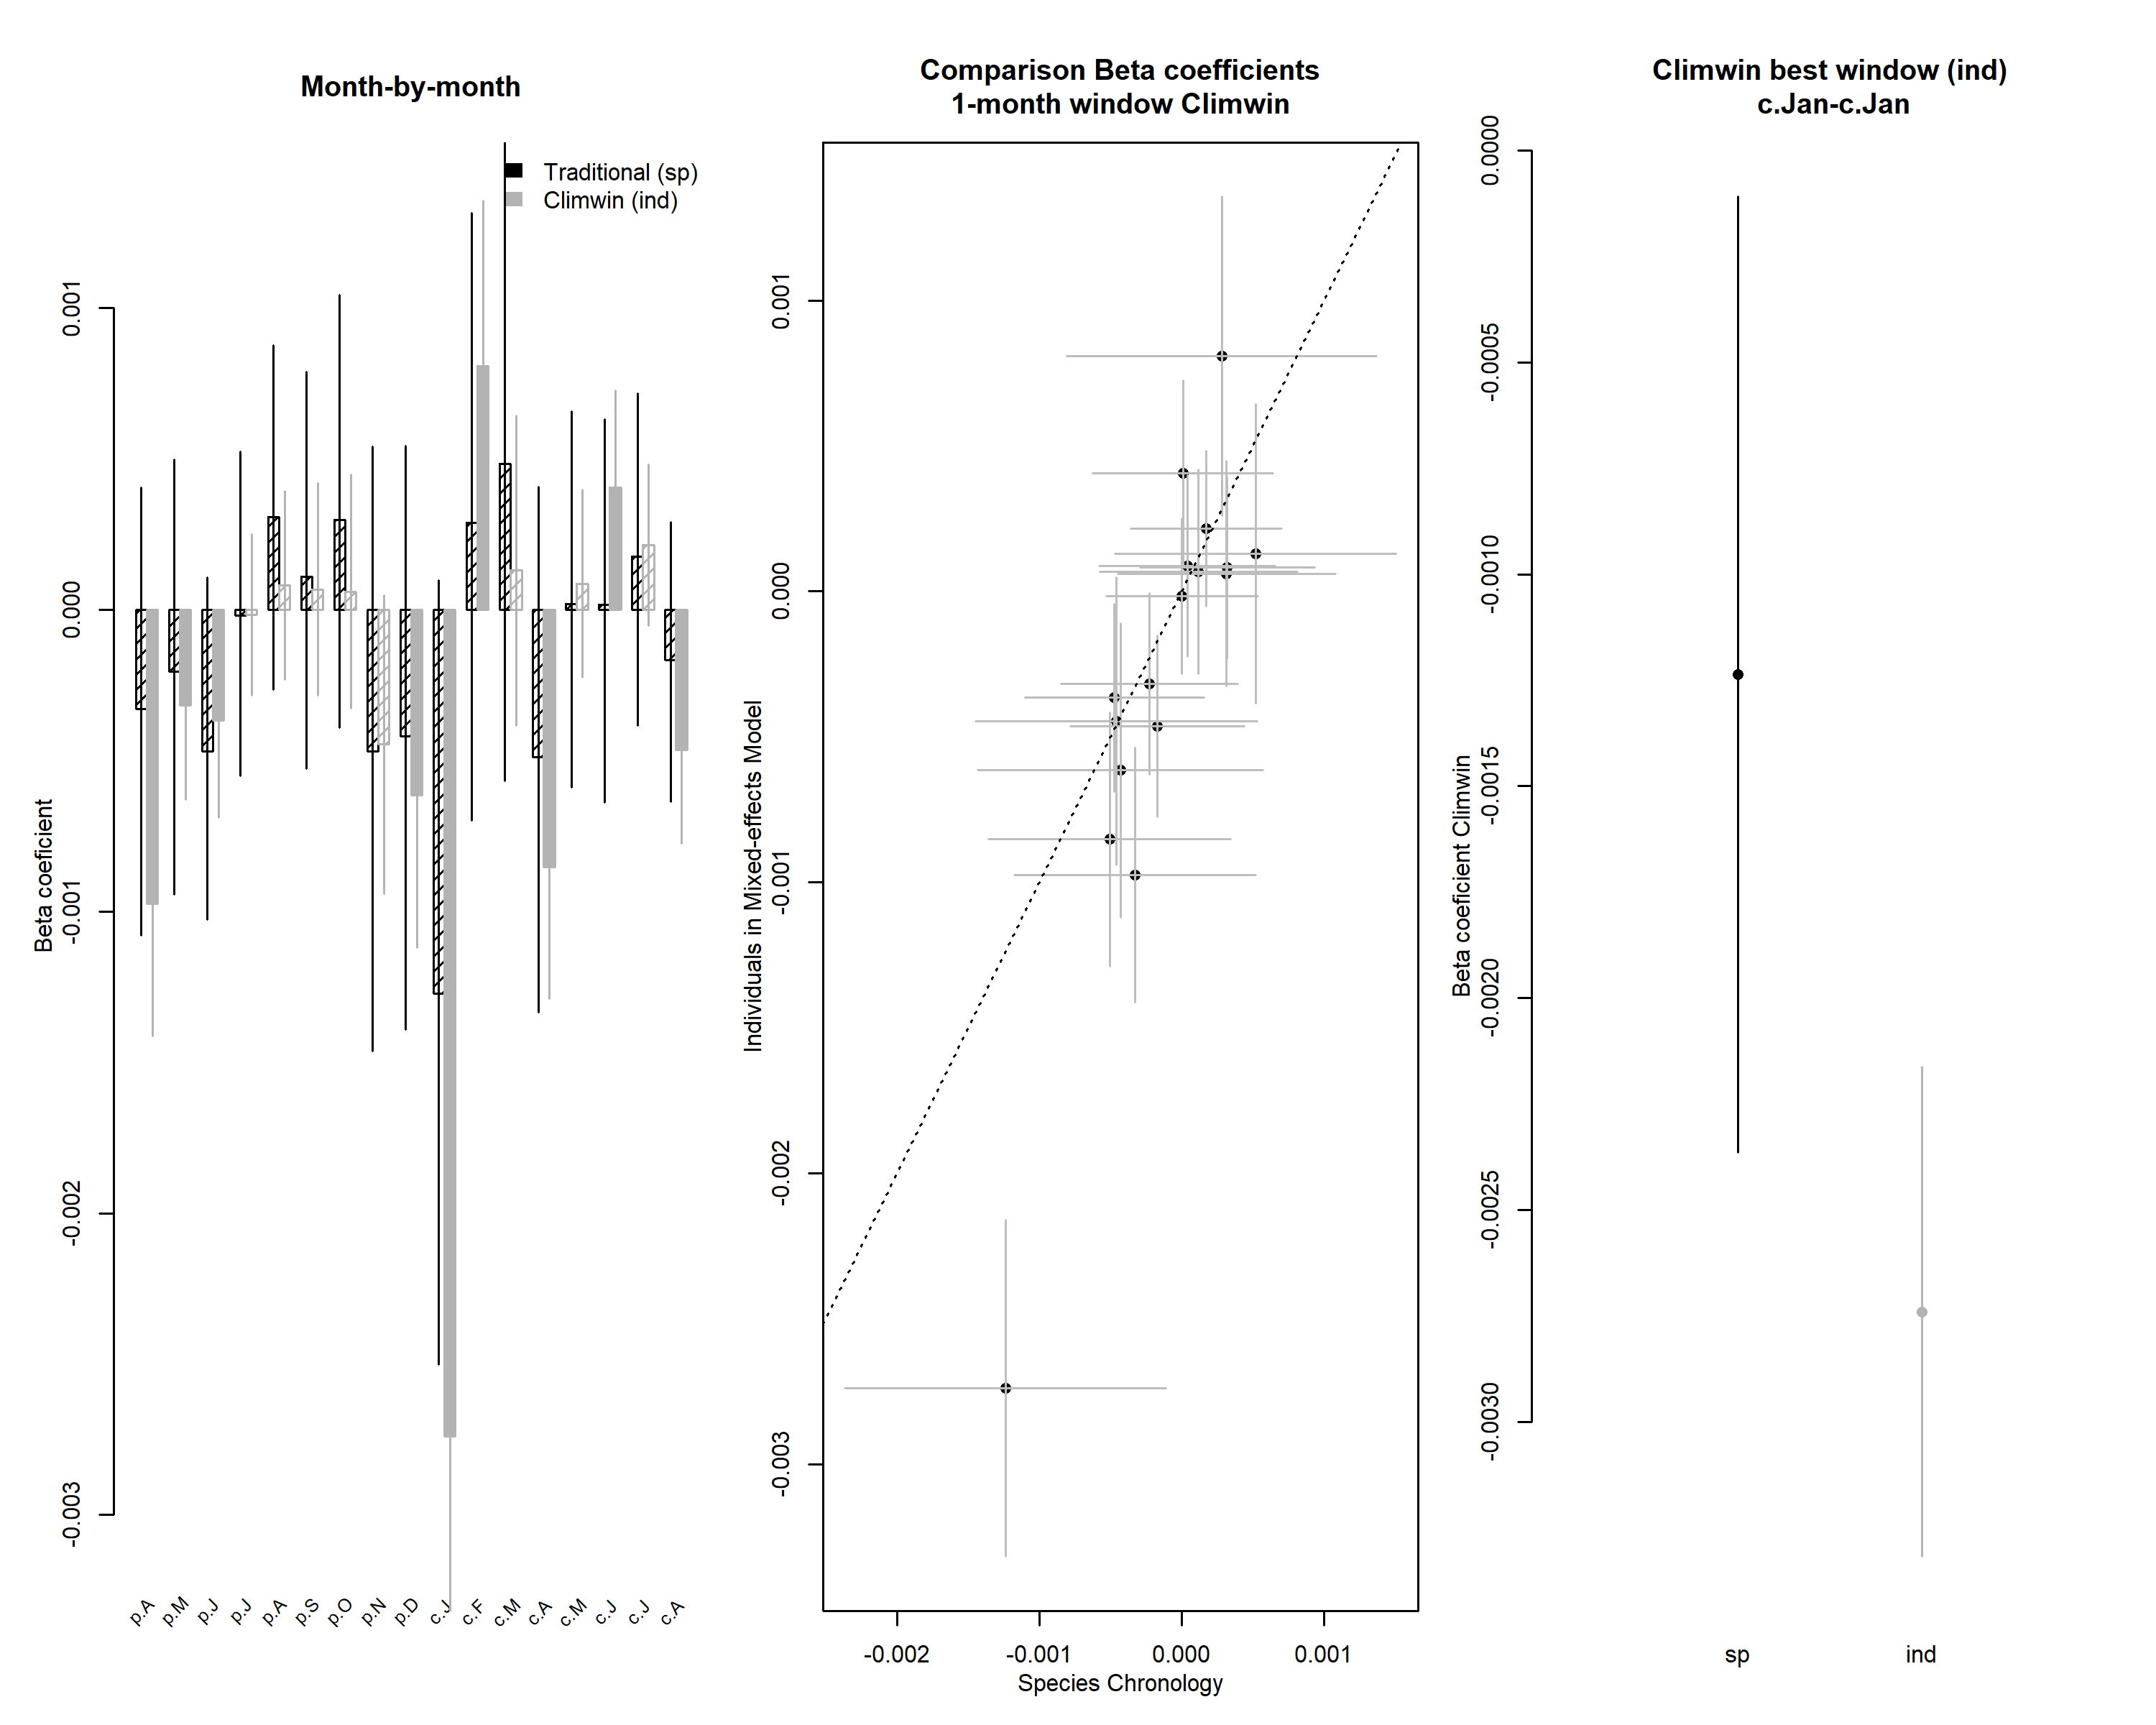 Month-by-month
Traditional (sp)
Climwin (ind)
Beta coeficient
0.001
0.000
-0.001
-0.002
-0.003
p.A
p.M
p.J
p.J
p.A
p.S
p.O
p.N
p.D
c.J
c.F
c.M
c.A
c.M
c.J
c.J
c.A
Comparison Beta coefficients
1-month window Climwin
Individuals in Mixed-effects Model
0.001
0.000
-0.001
-0.002
-0.003
-0.002 -0.001 0.000 0.001
Species Chronology
Climwin best window (ind)
c.Jan-c.Jan
Beta coeficient Climwin
0.0000
-0.0005
-0.0010
-0.0015
-0.0020
-0.0025
-0.0030
sp ind